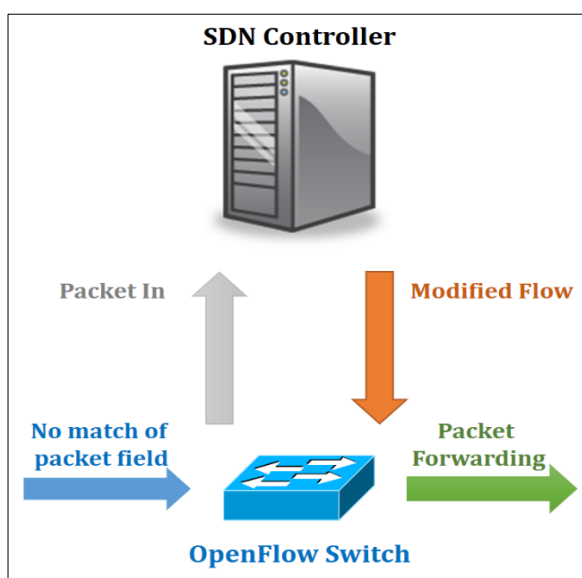 SDN Controller
Packet In
Modified Flow
No match of
packet field
Packet
Forwarding
OpenFlow Switch